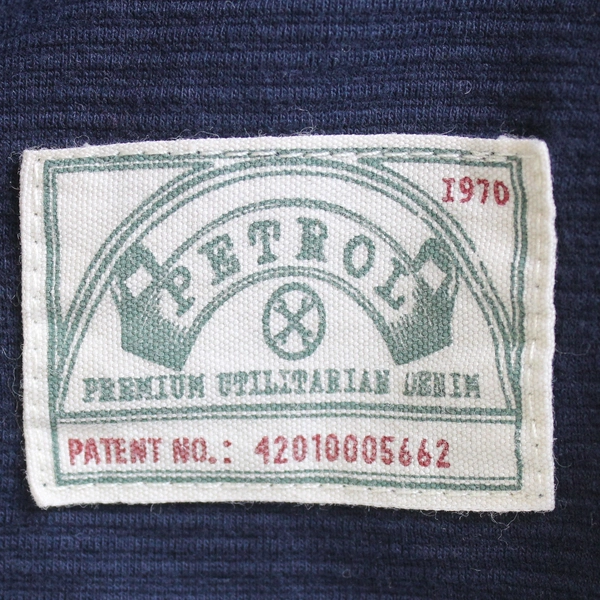 1970
PETROL
PREMIUM UTILITARIAN DENIM
PATENT NO.: 42010005662